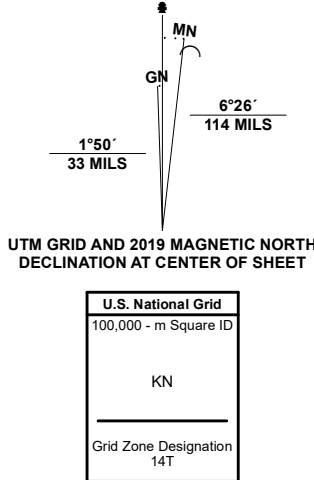 MN
GN
6°26´
114 MILS
1°50´
33 MILS
UTM GRID AND 2019 MAGNETIC NORTH
DECLINATION AT CENTER OF SHEET
U.S. National Grid
100,000 - m Square ID
KN
Grid Zone Designation
14T